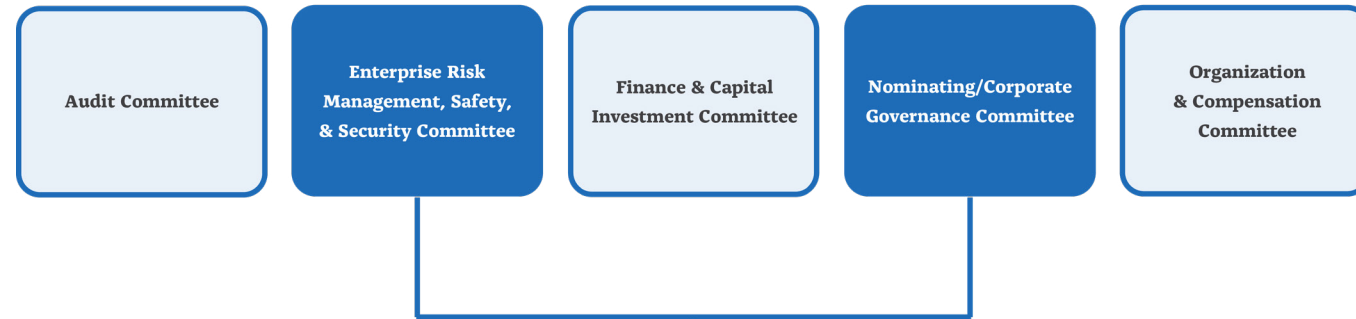 Audit Committee
Enterprise Risk
Management, Safety,
& Security Committee
Finance & Capital
Investment Committee
Nominating/Corporate
Governance Committee
Organization
& Compensation
Committee